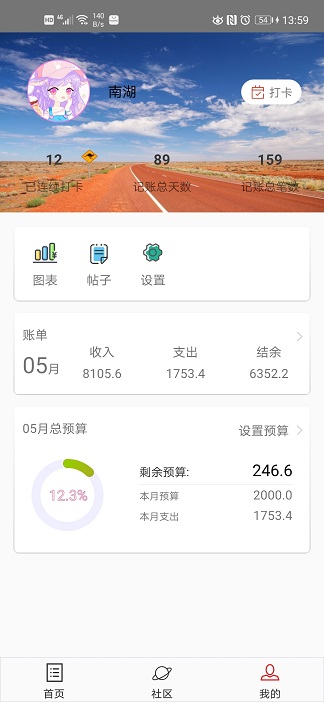 HD 4G 140 B/s 54 13:59
南湖
打卡
12 89 159
已连续打卡 记账总天数 记账总笔数
图表 帖子 设置
账单
05月
收入 支出 结余
8105.6 1753.4 6352.2
05月总预算 设置预算
12.3%
剩余预算: 246.6
本月预算 2000.0
本月支出 1753.4
首页 社区 我的